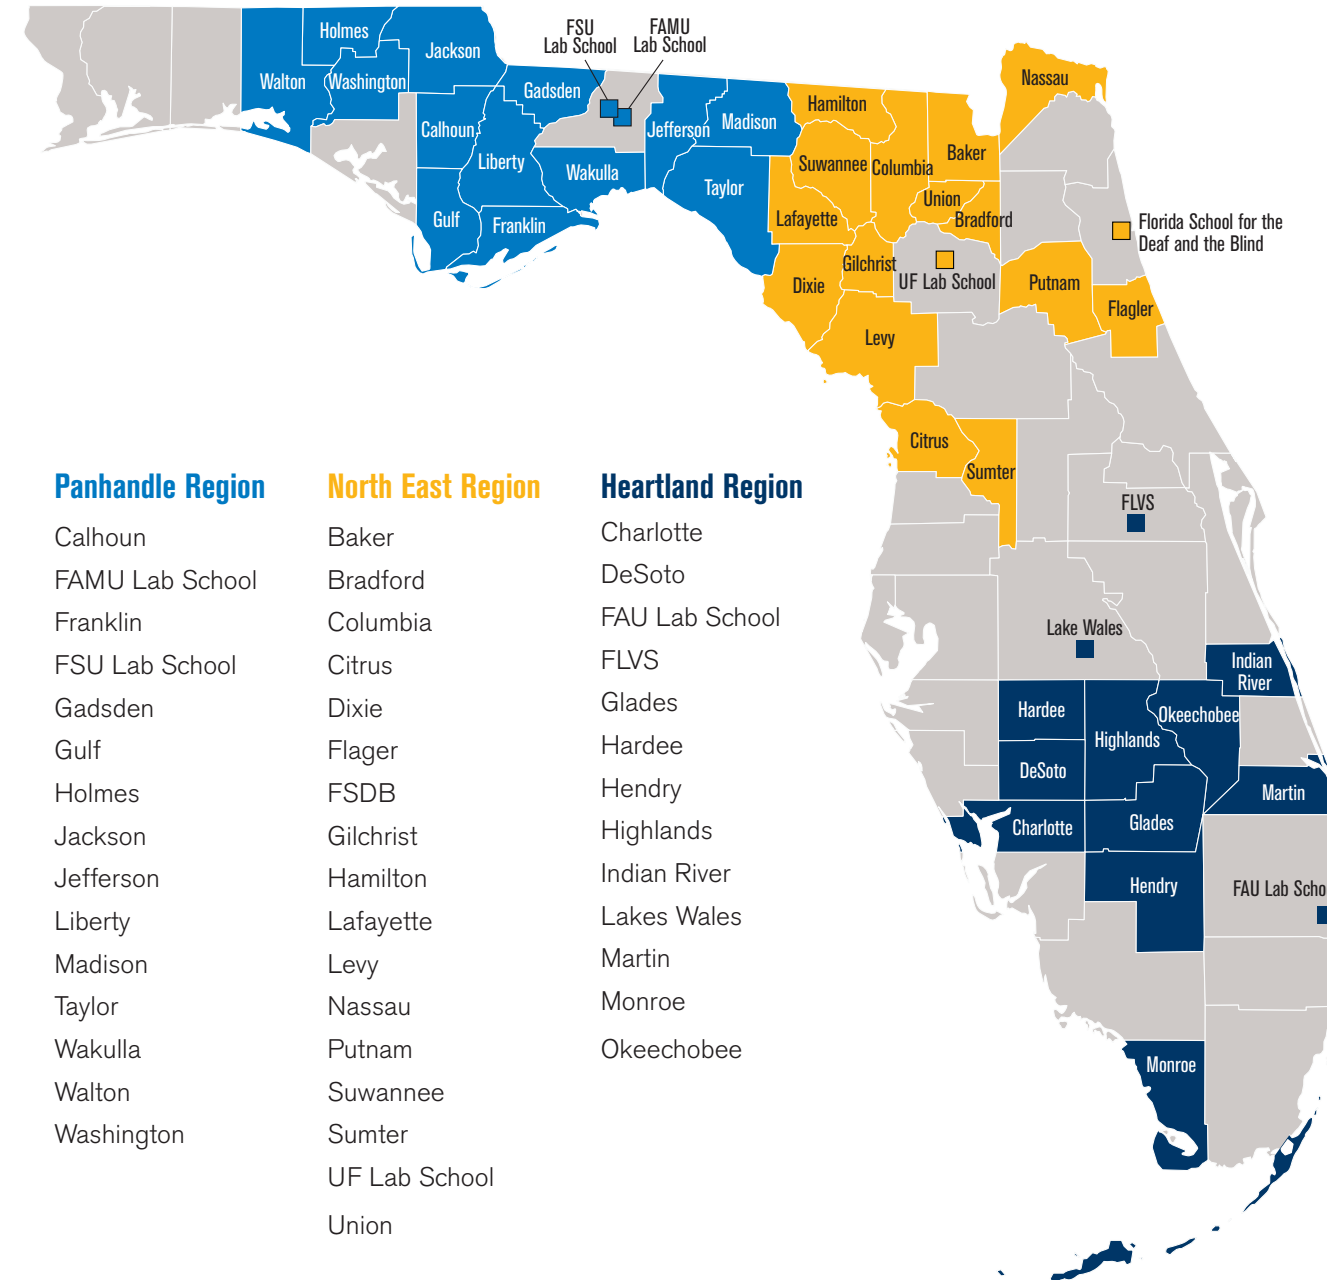 FSU
Lab School
FAMU
Lab School
Holmes
Jackson
Walton
Washington
Gadsden
Calhoun
Liberty
Jefferson
Madison
Wakulla
Taylor
Gulf
Franklin
Nassau
Hamilton
Baker
Suwannee
Columbia
Union
Lafayette
Bradford
Florida School for the
Deaf and the Blind
Gilchrist
UF Lab School
Dixie
Putnam
Flagler
Levy
Citrus
Sumter
FLVS
Lake Wales
Indian
River
Hardee
Okeechobee
Highlands
DeSoto
Martin
Charlotte
Glades
Hendry
FAU Lab Scho
Monroe
Panhandle Region
Calhoun
FAMU Lab School
Franklin
FSU Lab School
Gadsden
Gulf
Holmes
Jackson
Jefferson
Liberty
Madison
Taylor
Wakulla
Walton
Washington
North East Region
Baker
Bradford
Columbia
Citrus
Dixie
Flager
FSDB
Gilchrist
Hamilton
Lafayette
Levy
Nassau
Putnam
Suwannee
Sumter
UF Lab School
Union
Heartland Region
Charlotte
DeSoto
FAU Lab School
FLVS
Glades
Hardee
Hendry
Highlands
Indian River
Lakes Wales
Martin
Monroe
Okeechobee